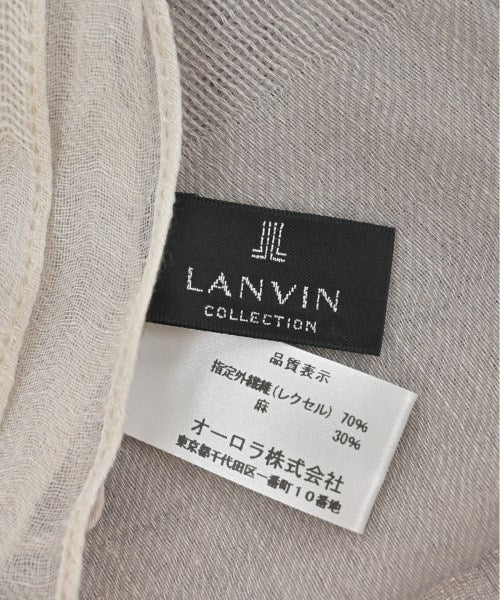 LANVIN
COLLECTION
品質表示
指定外繊維(レクセル) 70%
麻 30%
オーロラ株式会社
東京都千代田区一番町10番地